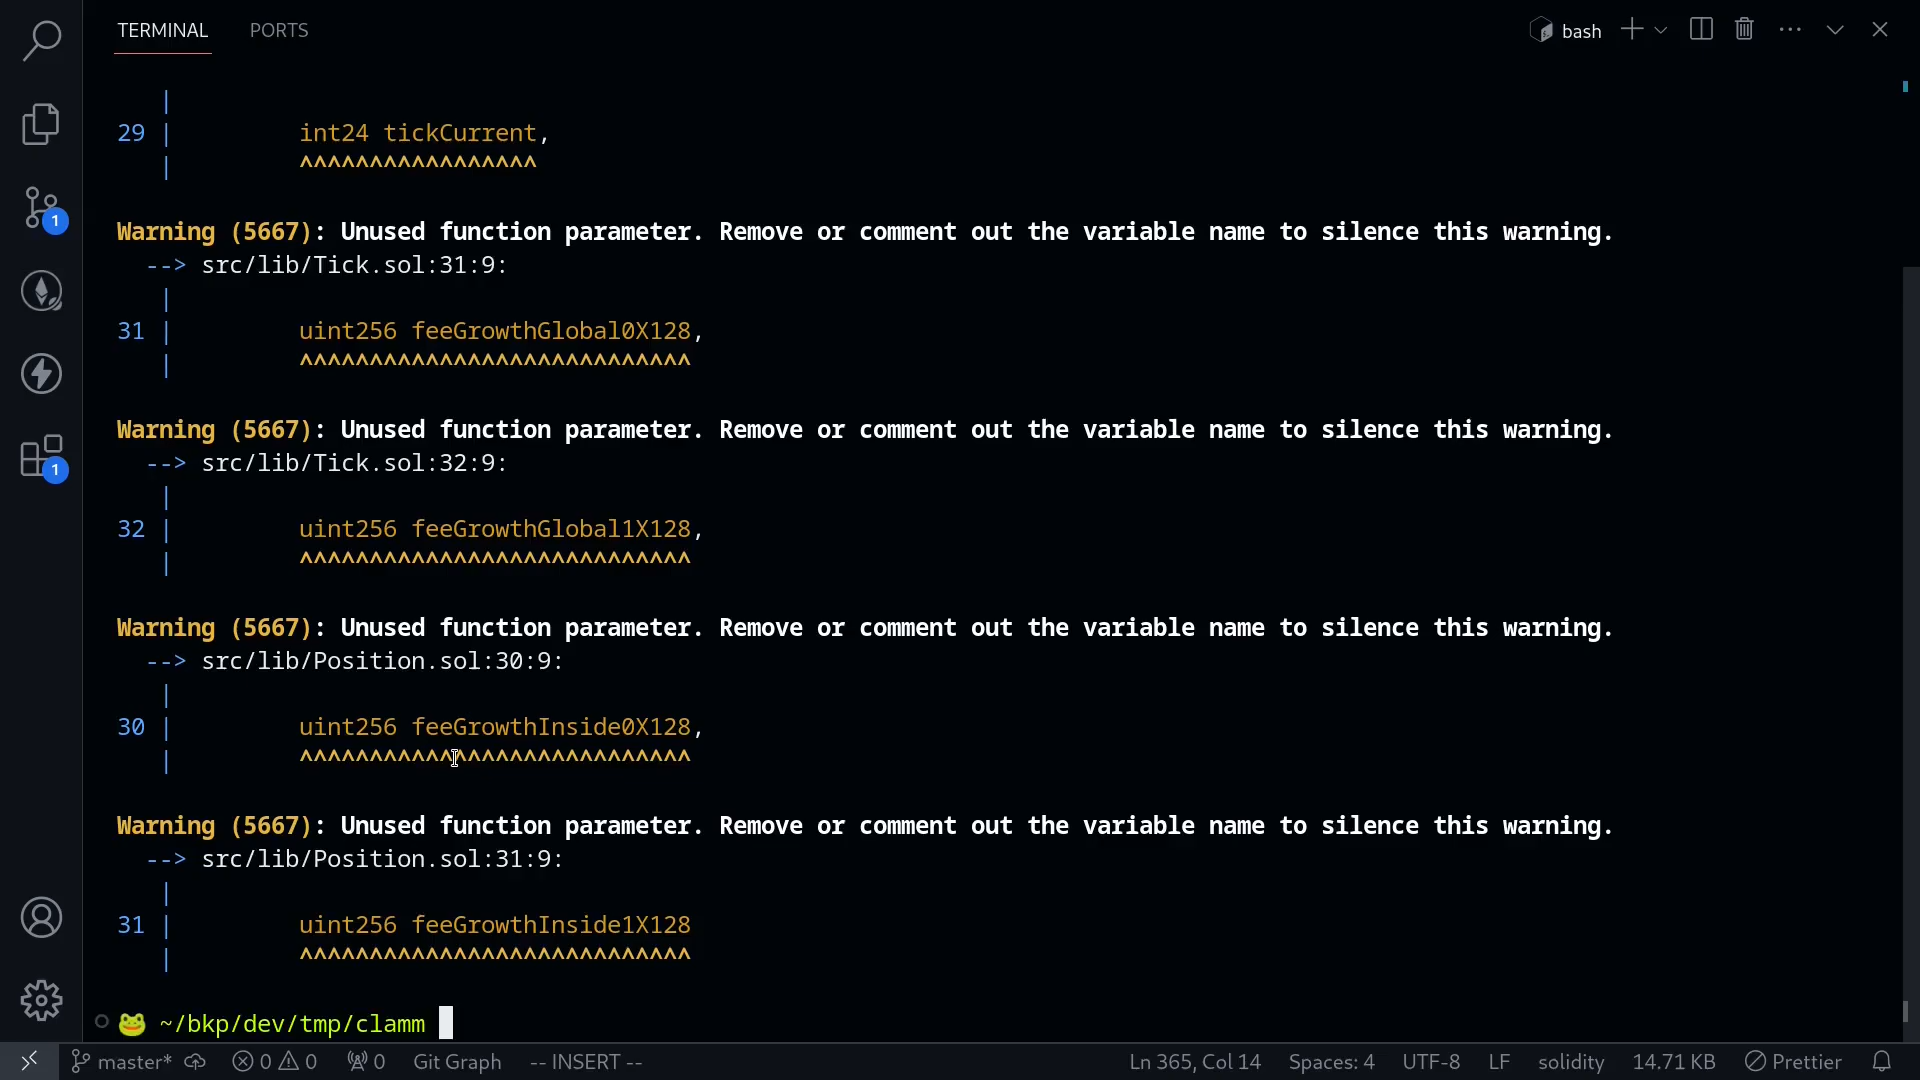 TERMINAL PORTS bash
|
29 | int24 tickCurrent,
| ^^^^^^^^^^^^^^^^^
Warning (5667): Unused function parameter. Remove or comment out the variable name to silence this warning.
--> src/lib/Tick.sol:31:9:
|
31 | uint256 feeGrowthGlobal0X128,
| ^^^^^^^^^^^^^^^^^^^^^^^^^^^^
Warning (5667): Unused function parameter. Remove or comment out the variable name to silence this warning.
--> src/lib/Tick.sol:32:9:
|
32 | uint256 feeGrowthGlobal1X128,
| ^^^^^^^^^^^^^^^^^^^^^^^^^^^^
Warning (5667): Unused function parameter. Remove or comment out the variable name to silence this warning.
--> src/lib/Position.sol:30:9:
|
30 | uint256 feeGrowthInside0X128,
| ^^^^^^^^^^^^^^^^^^^^^^^^^^^^
Warning (5667): Unused function parameter. Remove or comment out the variable name to silence this warning.
--> src/lib/Position.sol:31:9:
|
31 | uint256 feeGrowthInside1X128
| ^^^^^^^^^^^^^^^^^^^^^^^^^^^^
🐸 ~/bkp/dev/tmp/clamm
1
1
master* 0 0 0 Git Graph -- INSERT -- Ln 365, Col 14 Spaces: 4 UTF-8 LF solidity 14.71 KB Prettier